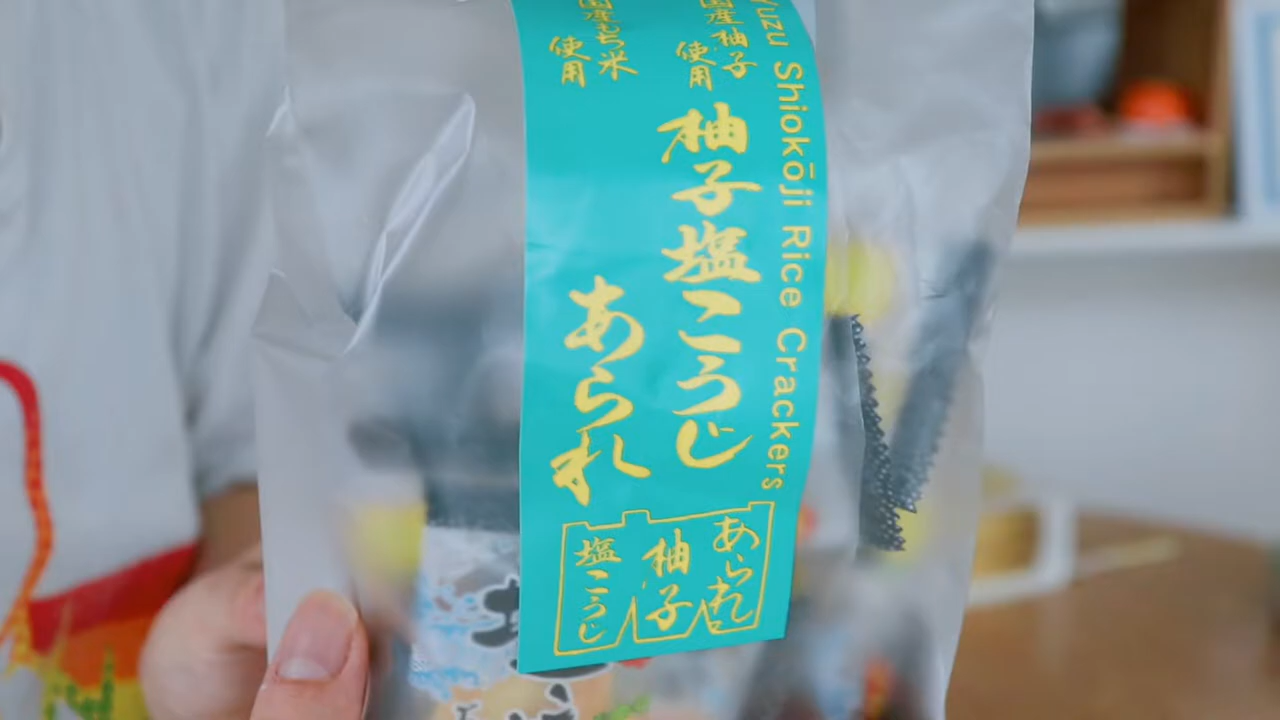 Yuzu Shiokōji Rice Crackers
国産柚子
使用
国産もち米
使用
柚子塩こうじ
あられ
あられ
柚子
塩こうじ